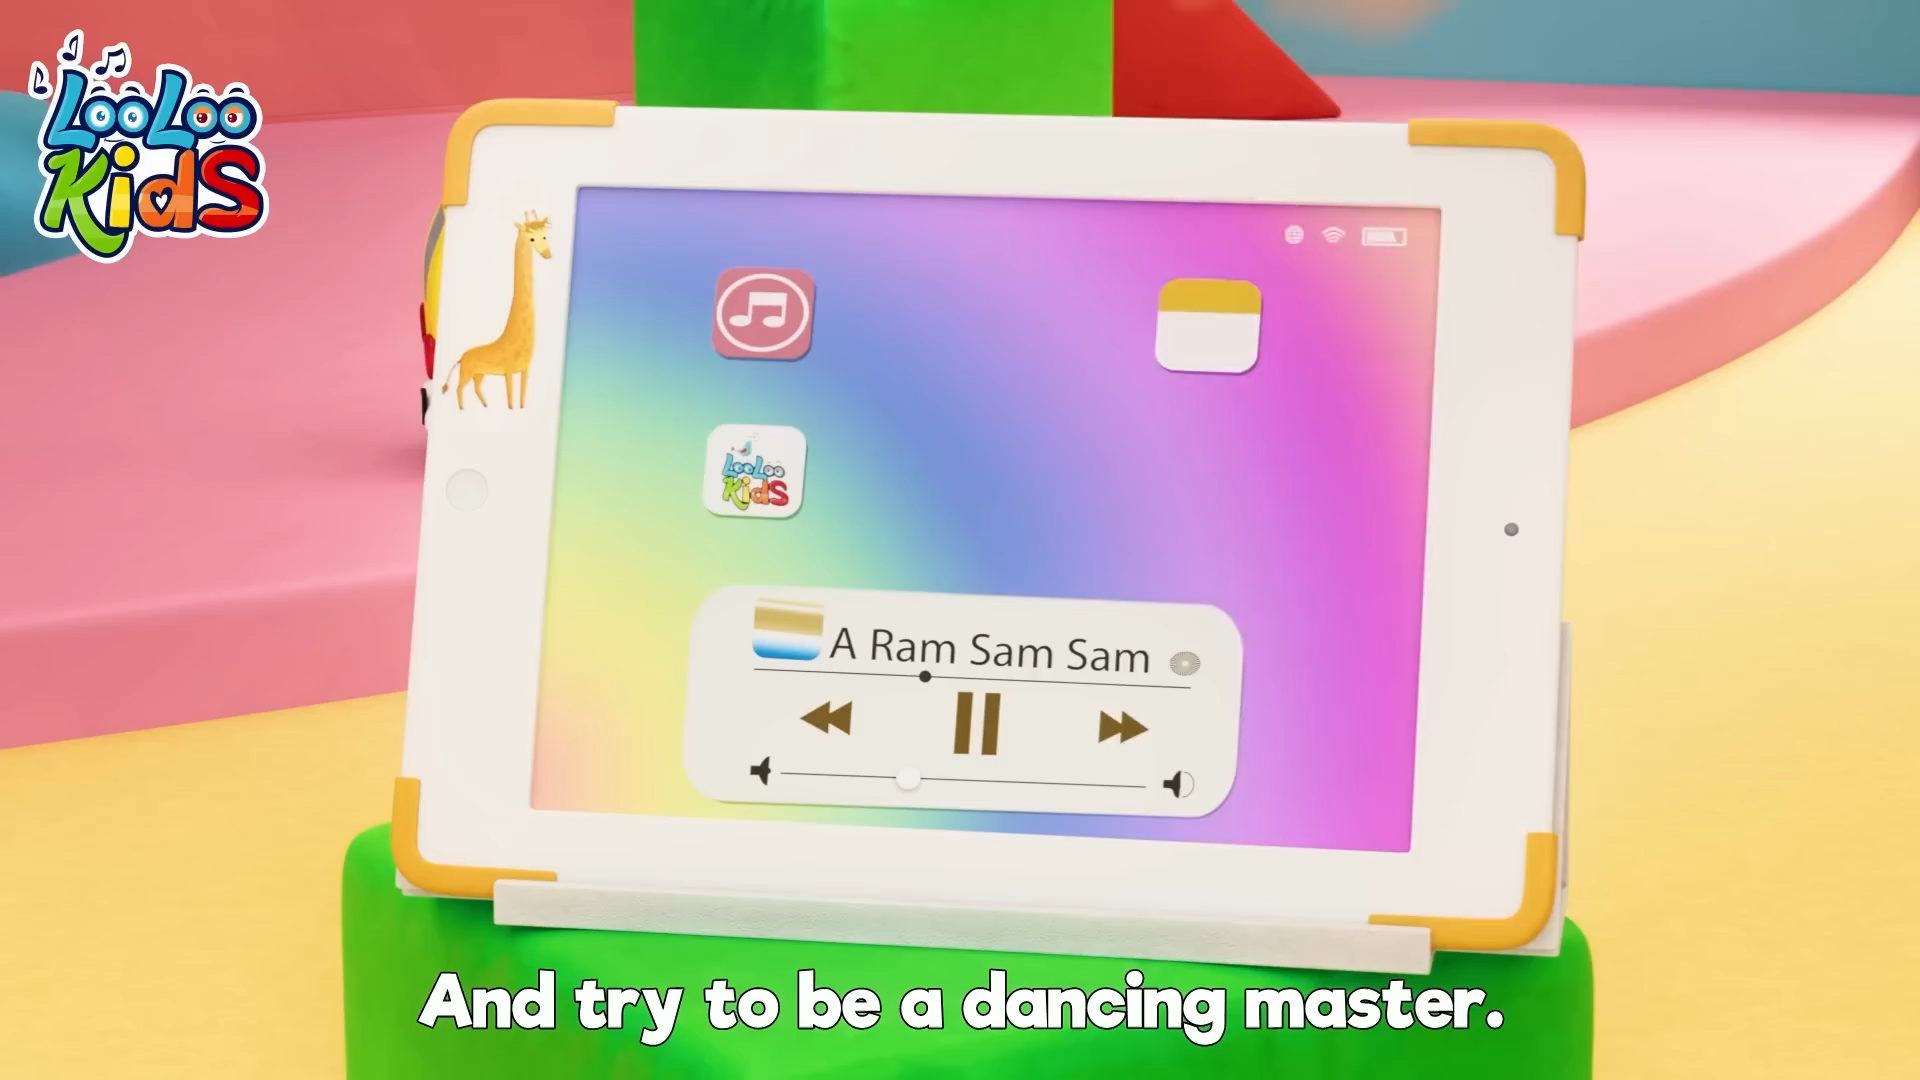 LooLoo
Kids
LooLoo
Kids
A Ram Sam Sam
And try to be a dancing master.